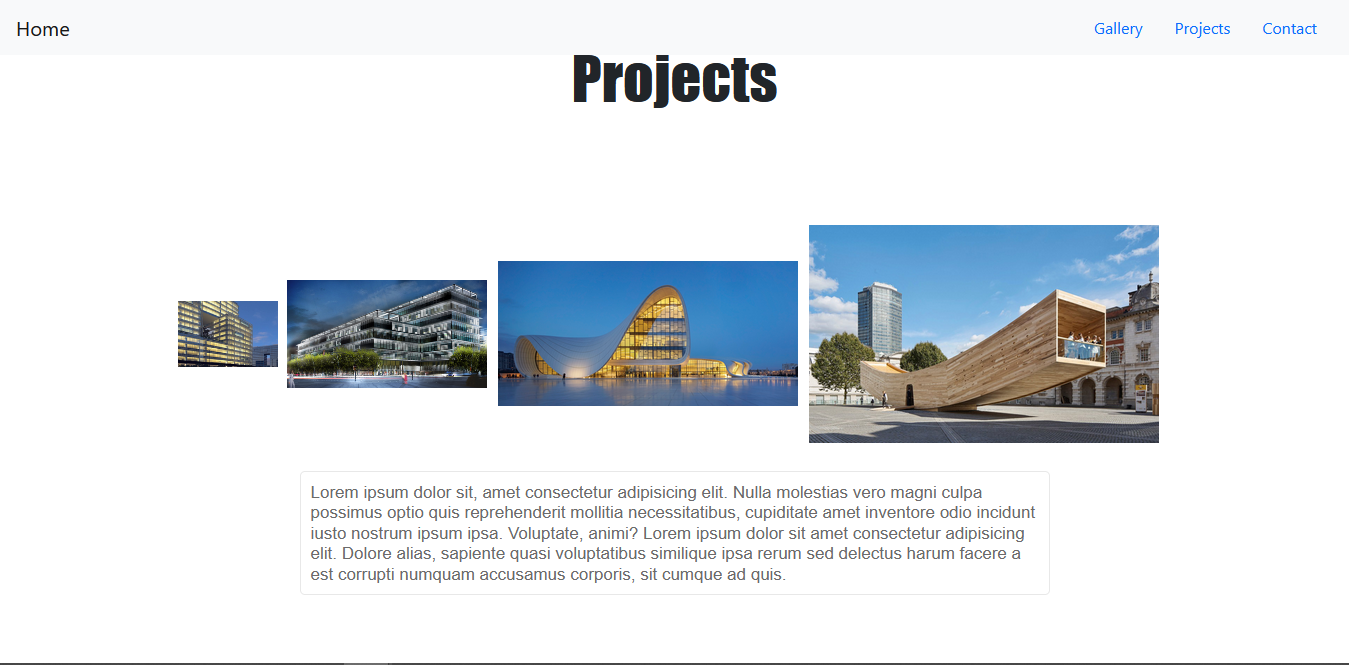 Home
Gallery Projects Contact
Projects
Lorem ipsum dolor sit, amet consectetur adipisicing elit. Nulla molestias vero magni culpa
possimus optio quis reprehenderit mollitia necessitatibus, cupiditate amet inventore odio incidunt
iusto nostrum ipsum ipsa. Voluptate, animi? Lorem ipsum dolor sit amet consectetur adipisicing
elit. Dolore alias, sapiente quasi voluptatibus similique ipsa rerum sed delectus harum facere a
est corrupti numquam accusamus corporis, sit cumque ad quis.